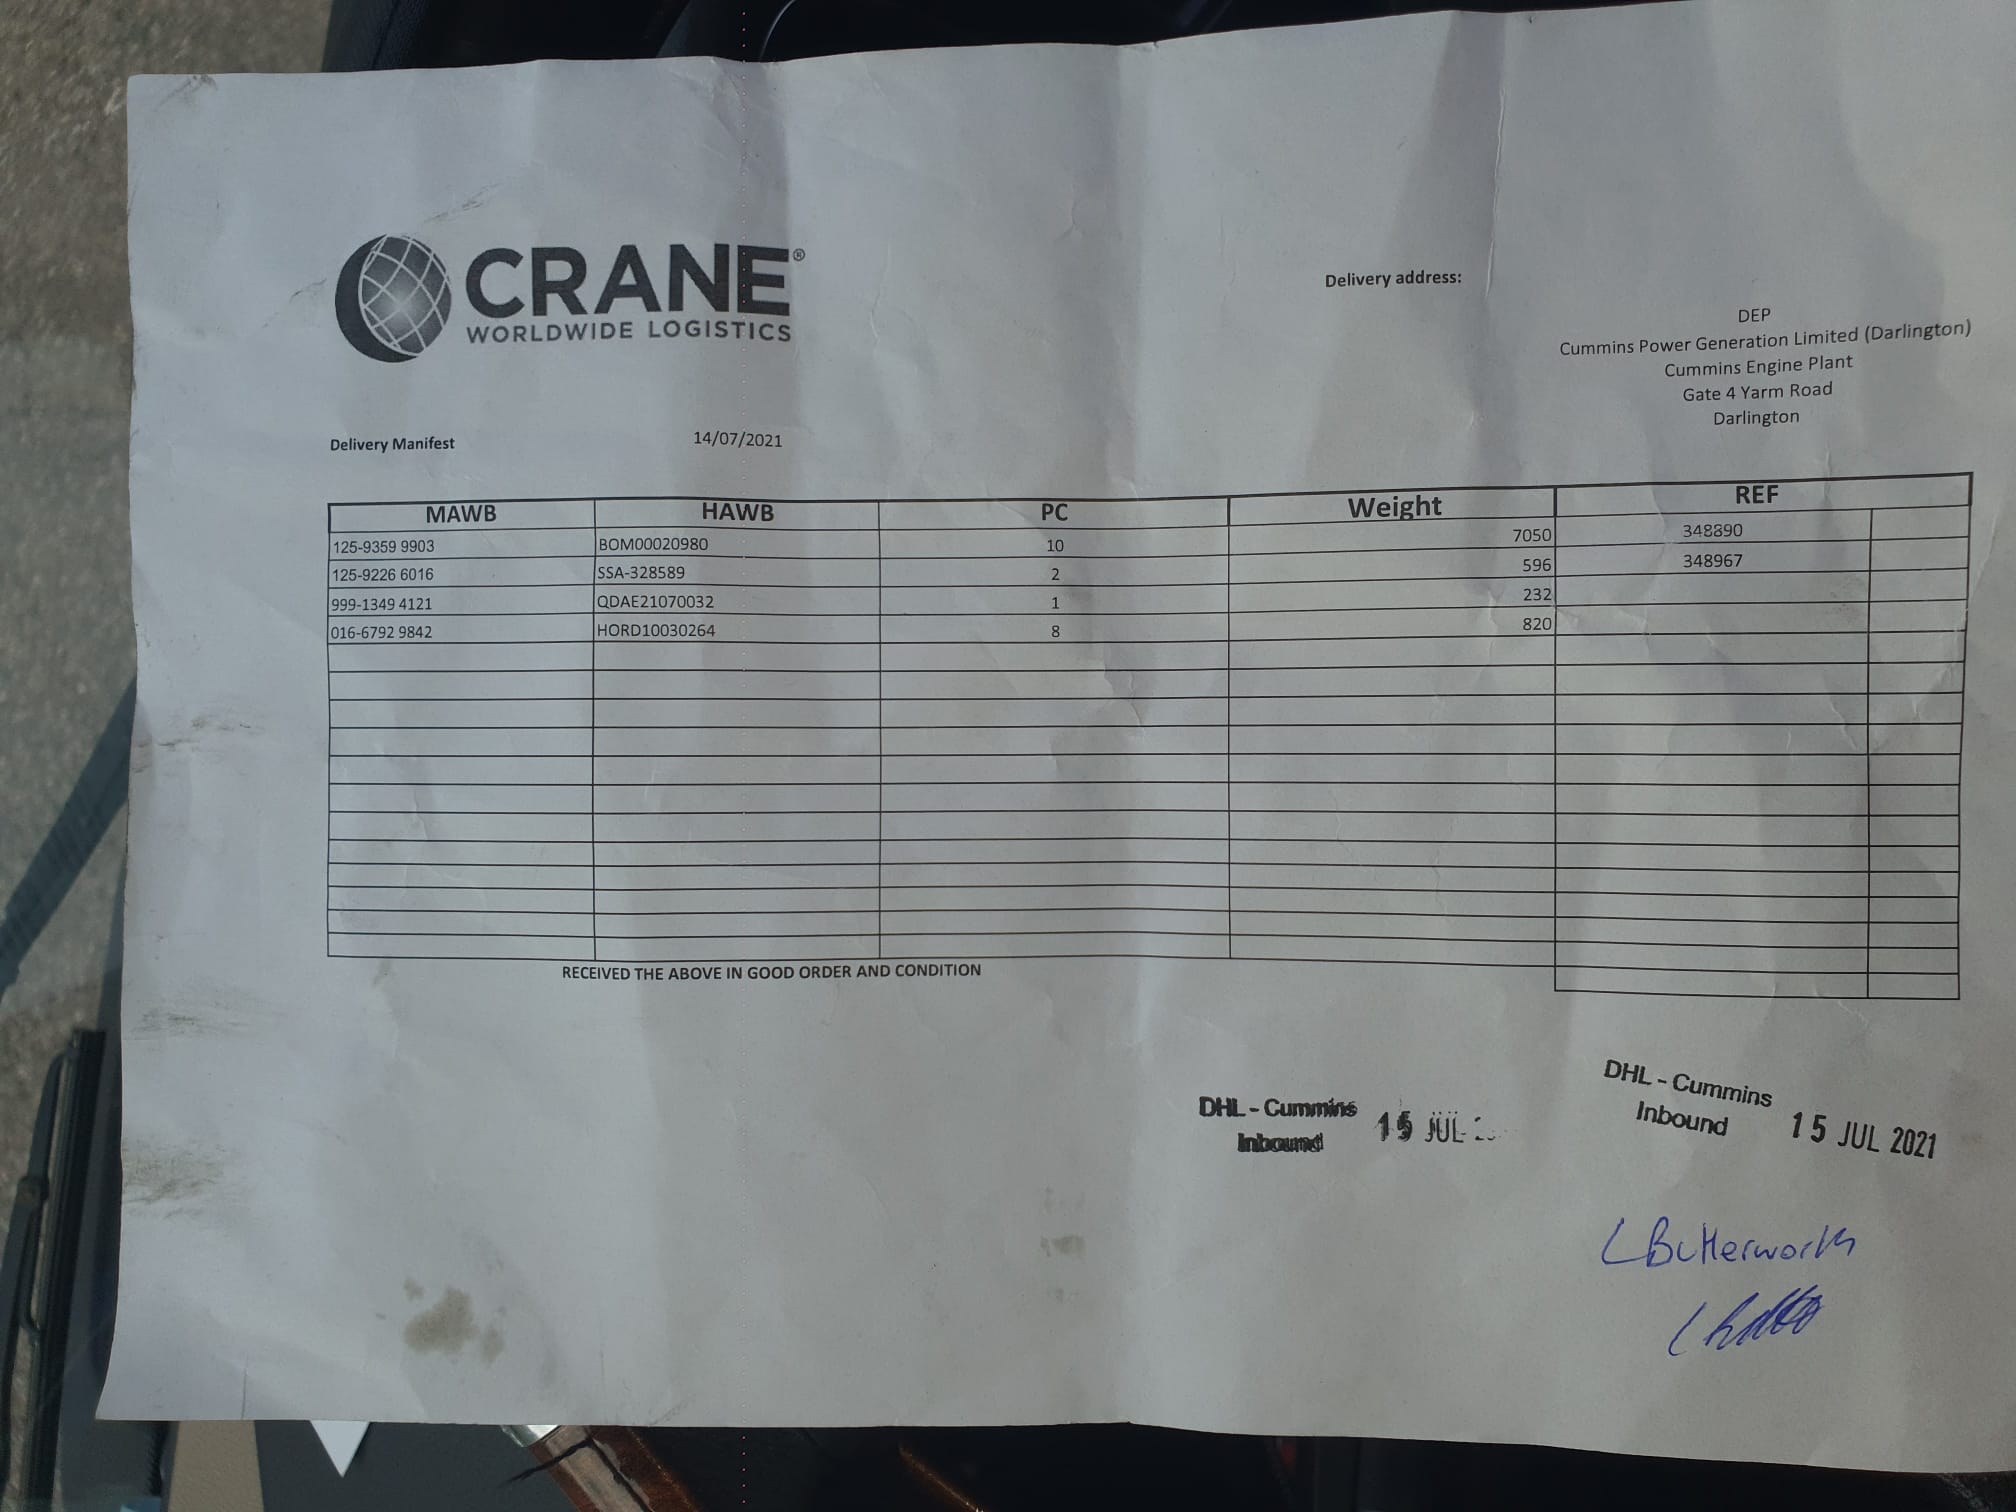 CRANE®
WORLDWIDE LOGISTICS
Delivery address:
DEP
Cummins Power Generation Limited (Darlington)
Cummins Engine Plant
Gate 4 Yarm Road
Darlington
Delivery Manifest 14/07/2021
MAWB HAWB PC Weight REF
125-9359 9903 BOM00020980 10 7050 348890
125-9226 6016 SSA-328589 2 596 348967
999-1349 4121 QDAE21070032 1 232
016-6792 9842 HORD10030264 8 820
RECEIVED THE ABOVE IN GOOD ORDER AND CONDITION
DHL - Cummins
Inbound 15 JUL
DHL - Cummins
Inbound 15 JUL 2021
L Butterworth